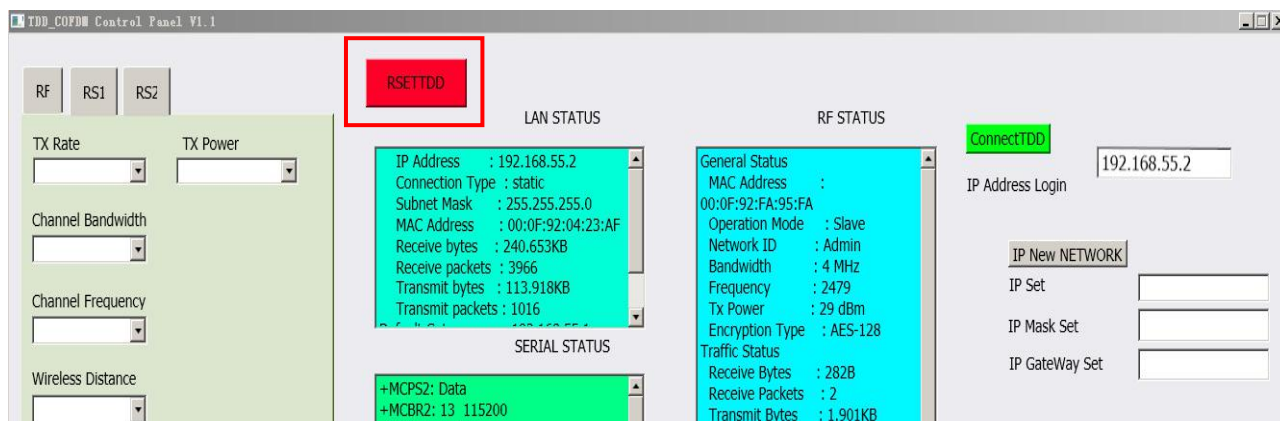 TDD_COFDM Control Panel V1.1
RF RS1 RS2
RSETTDD
TX Rate
TX Power
Channel Bandwidth
Channel Frequency
Wireless Distance
LAN STATUS
IP Address : 192.168.55.2
Connection Type : static
Subnet Mask : 255.255.255.0
MAC Address : 00:0F:92:04:23:AF
Receive bytes : 240.653KB
Receive packets : 3966
Transmit bytes : 113.918KB
Transmit packets : 1016
SERIAL STATUS
+MCPS2: Data
+MCBR2: 13 115200
RF STATUS
General Status
MAC Address :
00:0F:92:FA:95:FA
Operation Mode : Slave
Network ID : Admin
Bandwidth : 4 MHz
Frequency : 2479
Tx Power : 29 dBm
Encryption Type : AES-128
Traffic Status
Receive Bytes : 282B
Receive Packets : 2
Transmit Bytes : 1.901KB
ConnectTDD
192.168.55.2
IP Address Login
IP New NETWORK
IP Set
IP Mask Set
IP GateWay Set